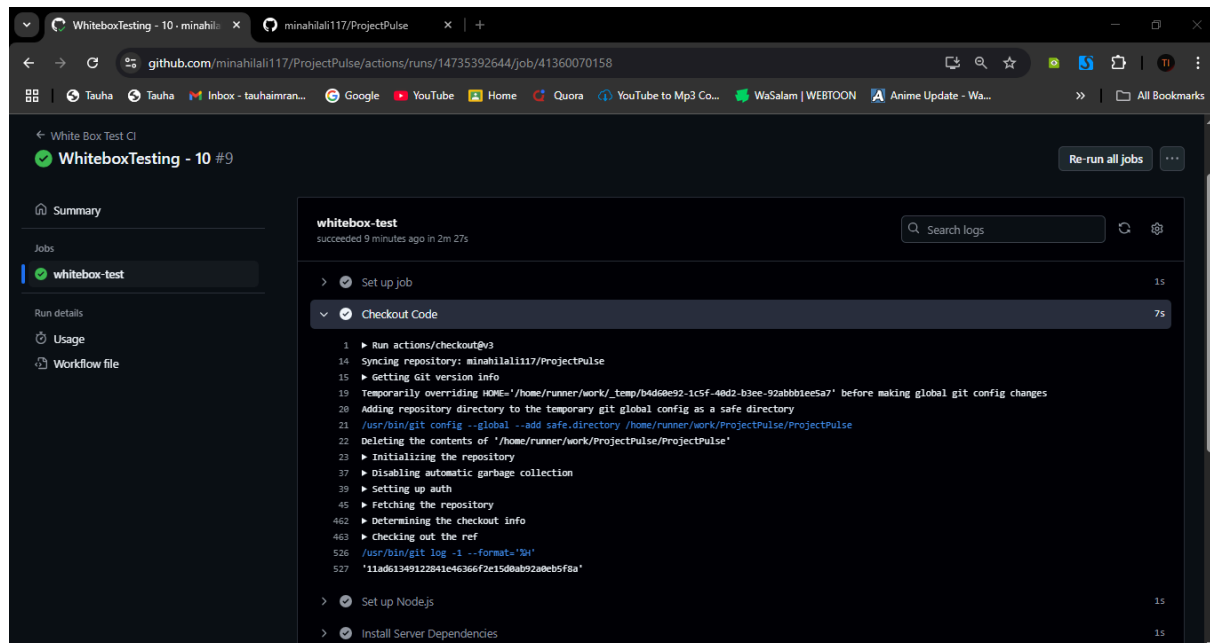 WhiteboxTesting - 10 · minahila
minahilali117/ProjectPulse
github.com/minahilali117/ProjectPulse/actions/runs/14735392644/job/41360070158
TI
Tauha Tauha Inbox - tauhaimran... Google YouTube Home Quora YouTube to Mp3 Co... WaSalam | WEBTOON Anime Update - Wa... » All Bookmarks
← White Box Test CI
WhiteboxTesting - 10 #9
Re-run all jobs
Summary
Jobs
whitebox-test
Run details
Usage
Workflow file
whitebox-test
succeeded 9 minutes ago in 2m 27s
Search logs
Set up job 1s
Checkout Code 7s
1 ▶ Run actions/checkout@v3
14 Syncing repository: minahilali117/ProjectPulse
15 ▶ Getting Git version info
19 Temporarily overriding HOME='/home/runner/work/_temp/b4d60e92-1c5f-40d2-b3ee-92abbb1ee5a7' before making global git config changes
20 Adding repository directory to the temporary git global config as a safe directory
21 /usr/bin/git config --global --add safe.directory /home/runner/work/ProjectPulse/ProjectPulse
22 Deleting the contents of '/home/runner/work/ProjectPulse/ProjectPulse'
23 ▶ Initializing the repository
37 ▶ Disabling automatic garbage collection
39 ▶ Setting up auth
45 ▶ Fetching the repository
462 ▶ Determining the checkout info
463 ▶ Checking out the ref
526 /usr/bin/git log -1 --format='%H'
527 '11ad61349122841e46366f2e15d0ab92a0eb5f8a'
Set up Node.js 1s
Install Server Dependencies 1s